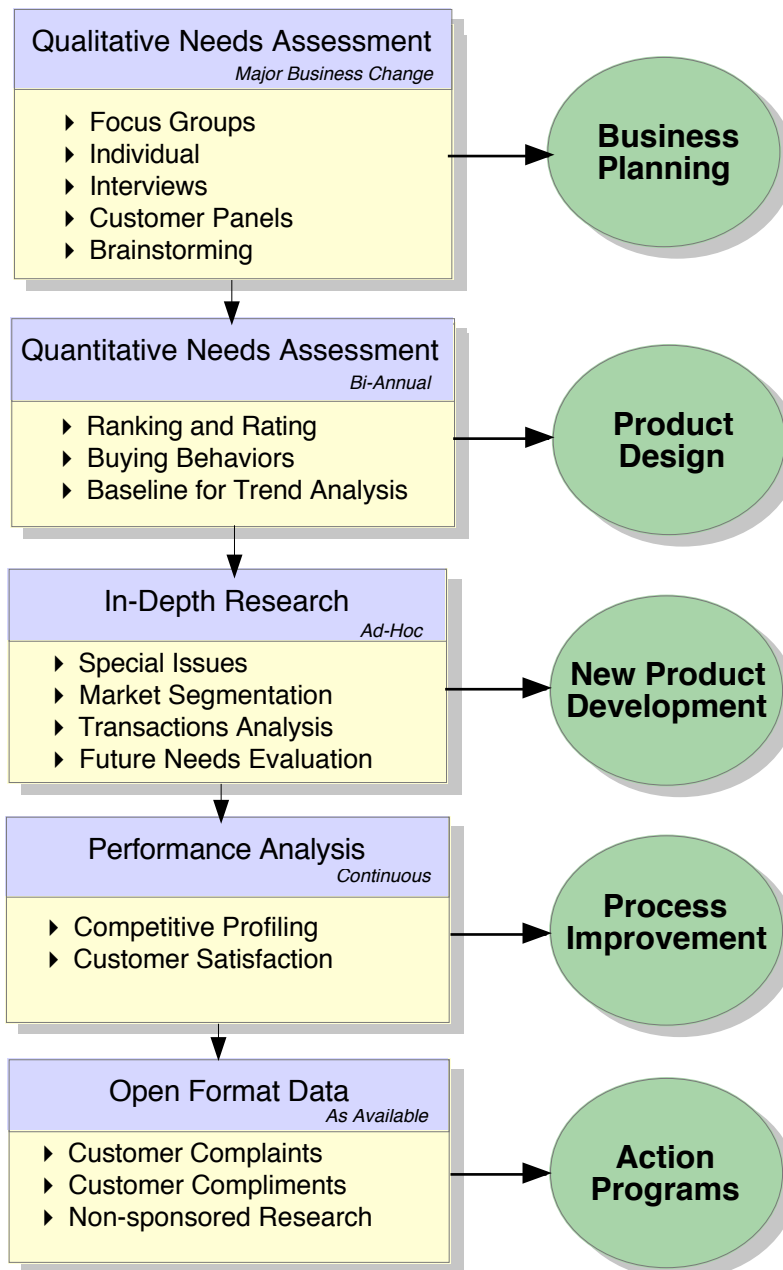 Qualitative Needs Assessment
Major Business Change
Focus Groups
Individual
Interviews
Customer Panels
Brainstorming
Business
Planning
Quantitative Needs Assessment
Bi-Annual
Ranking and Rating
Buying Behaviors
Baseline for Trend Analysis
Product
Design
In-Depth Research
Ad-Hoc
Special Issues
Market Segmentation
Transactions Analysis
Future Needs Evaluation
New Product
Development
Performance Analysis
Continuous
Competitive Profiling
Customer Satisfaction
Process
Improvement
Open Format Data
As Available
Customer Complaints
Customer Compliments
Non-sponsored Research
Action
Programs